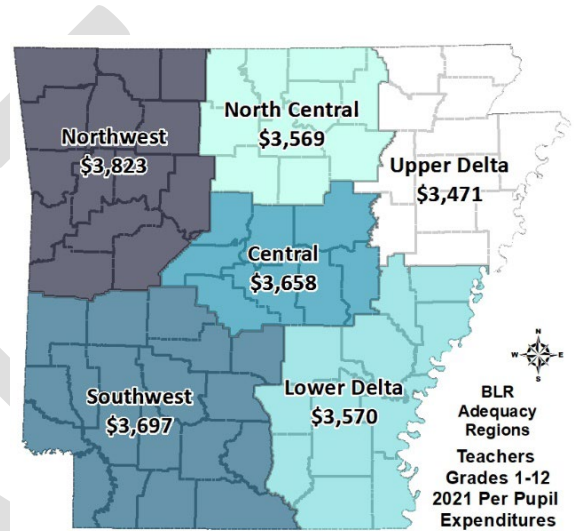 North Central
$3,569
Northwest
$3,823
Upper Delta
$3,471
Central
$3,658
Southwest
$3,697
Lower Delta
$3,570
N
W E
S
BLR
Adequacy
Regions
Teachers
Grades 1-12
2021 Per Pupil
Expenditures